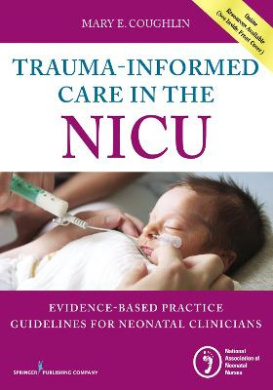 MARY E. COUGHLIN
Online
Resources Available
(See Inside Front Cover)
TRAUMA-INFORMED
CARE IN THE
NICU
EVIDENCE-BASED PRACTICE
GUIDELINES FOR NEONATAL CLINICIANS
SPRINGER PUBLISHING COMPANY
National
Association of
Neonatal
Nurses